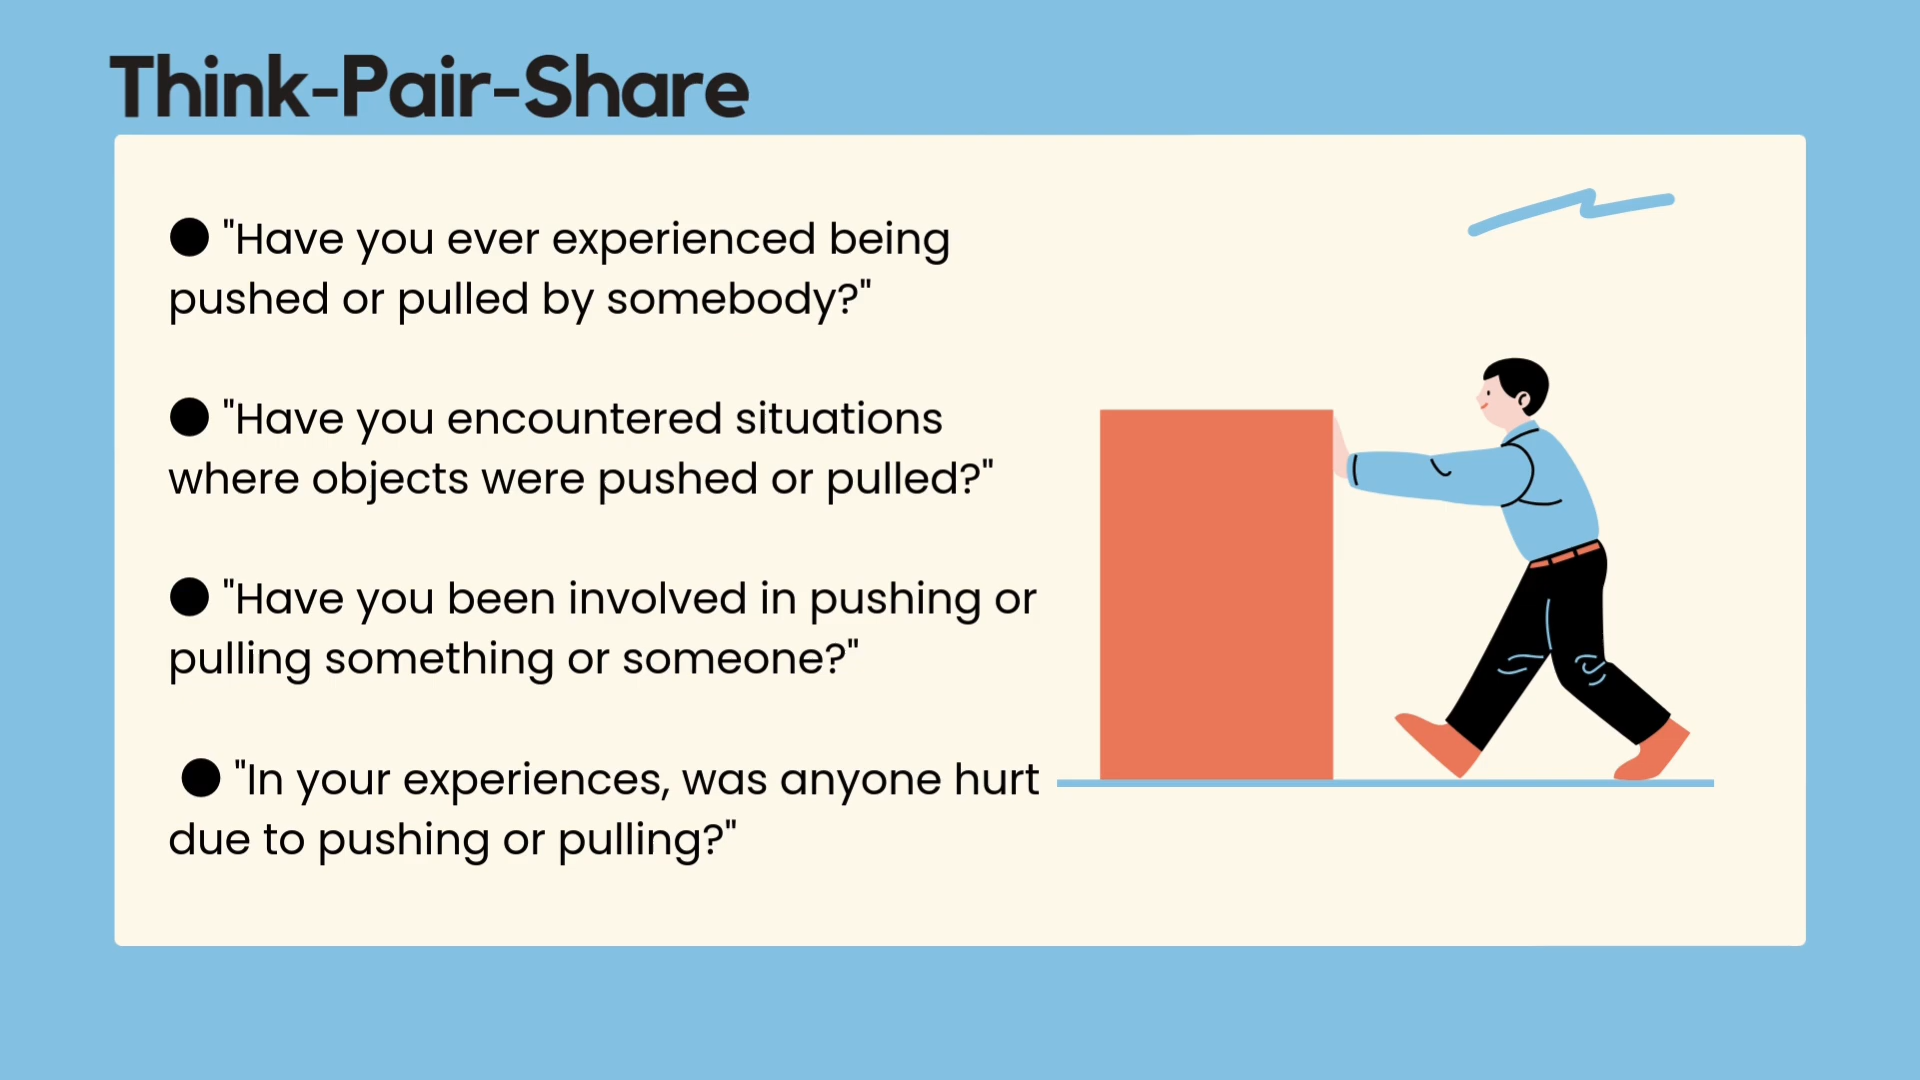 Think-Pair-Share
● "Have you ever experienced being
pushed or pulled by somebody?"
● "Have you encountered situations
where objects were pushed or pulled?"
● "Have you been involved in pushing or
pulling something or someone?"
● "In your experiences, was anyone hurt
due to pushing or pulling?"